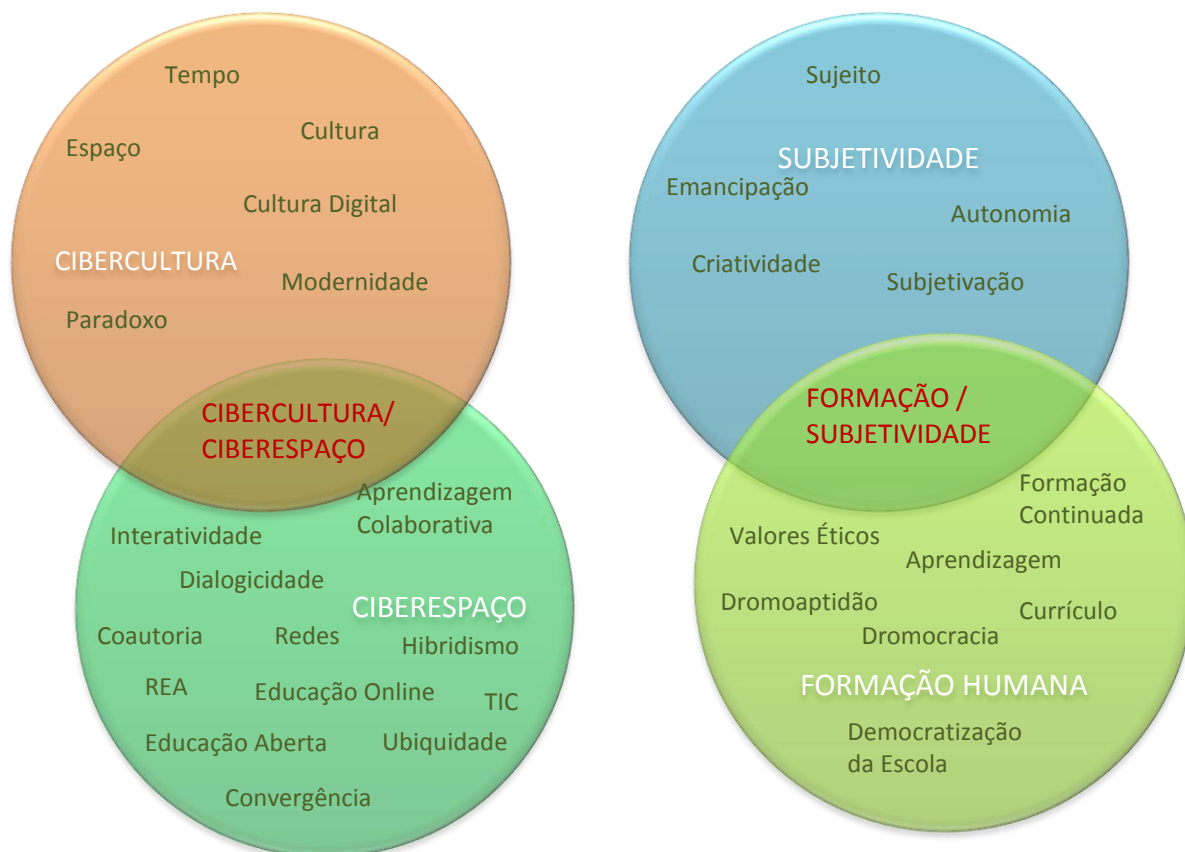 Tempo
Cultura
Espaço
Cultura Digital
CIBERCULTURA
Modernidade
Paradoxo
CIBERCULTURA/
CIBERESPAÇO
Aprendizagem
Colaborativa
Interatividade
Dialogicidade
CIBERESPAÇO
Coautoria
Redes
Hibridismo
REA
Educação Online
TIC
Educação Aberta
Ubiquidade
Convergência
Sujeito
SUBJETIVIDADE
Emancipação
Autonomia
Criatividade
Subjetivação
FORMAÇÃO /
SUBJETIVIDADE
Formação
Continuada
Valores Éticos
Aprendizagem
Dromoaptidão
Currículo
Dromocracia
FORMAÇÃO HUMANA
Democratização
da Escola